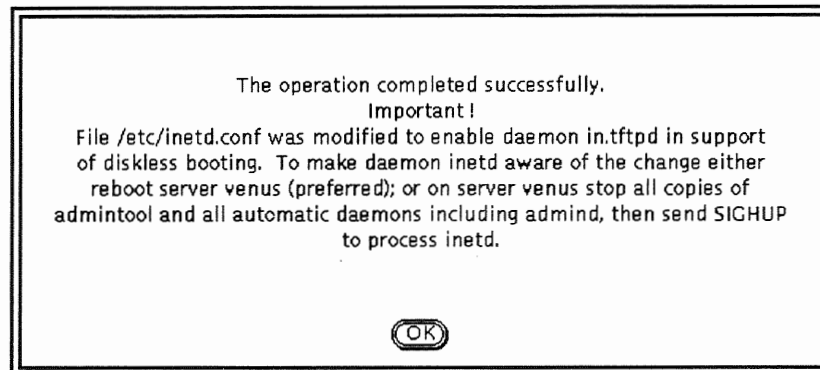 The operation completed successfully.
Important !
File /etc/inetd.conf was modified to enable daemon in.tftpd in support
of diskless booting. To make daemon inetd aware of the change either
reboot server venus (preferred); or on server venus stop all copies of
admintool and all automatic daemons including admind, then send SIGHUP
to process inetd.
OK